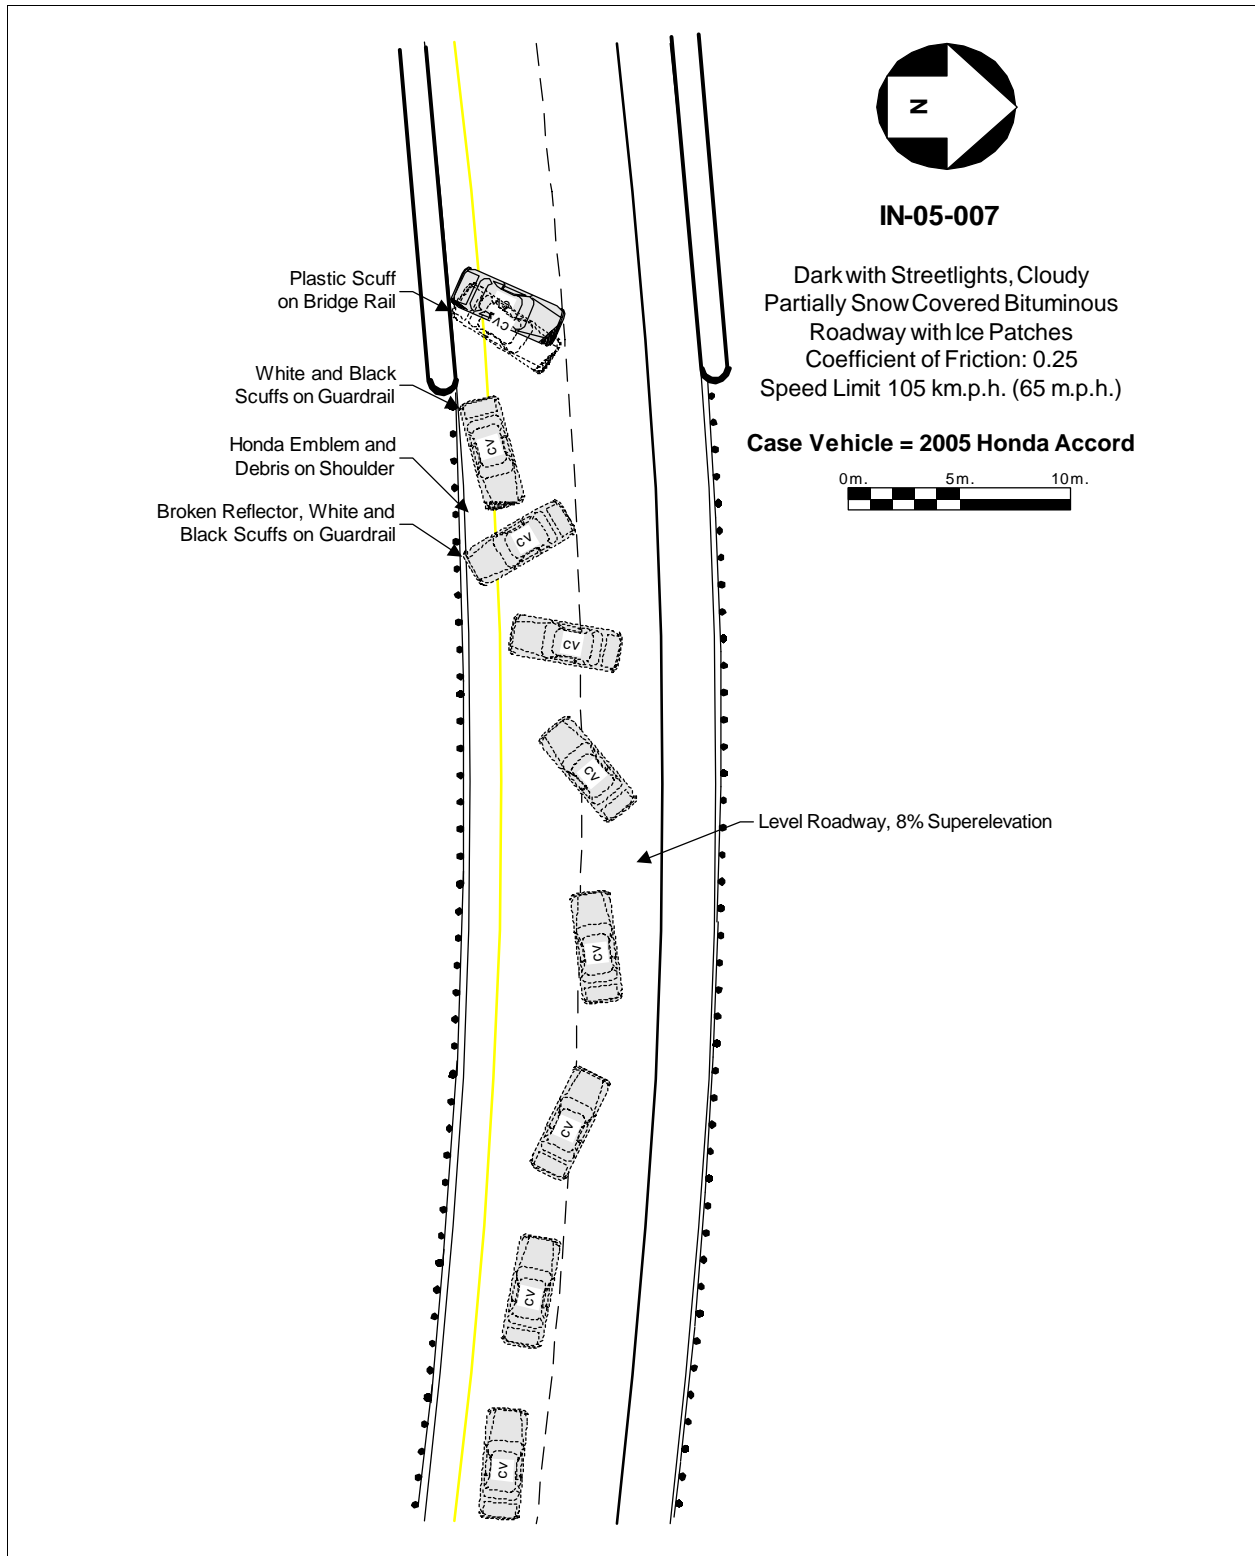 N
IN-05-007
Dark with Streetlights, Cloudy
Partially Snow Covered Bituminous
Roadway with Ice Patches
Coefficient of Friction: 0.25
Speed Limit 105 km.p.h. (65 m.p.h.)
Case Vehicle = 2005 Honda Accord
0m. 5m. 10m.
Plastic Scuff
on Bridge Rail
White and Black
Scuffs on Guardrail
Honda Emblem and
Debris on Shoulder
Broken Reflector, White and
Black Scuffs on Guardrail
Level Roadway, 8% Superelevation
CV
CV
CV
CV
CV
CV
CV
CV
CV